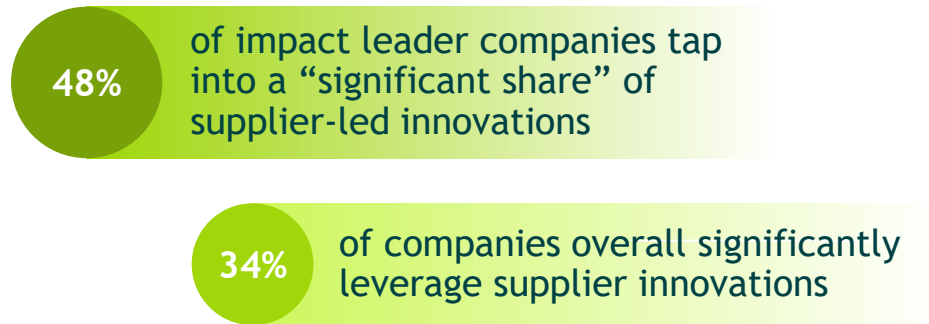 48%
of impact leader companies tap
into a “significant share” of
supplier-led innovations
34%
of companies overall significantly
leverage supplier innovations